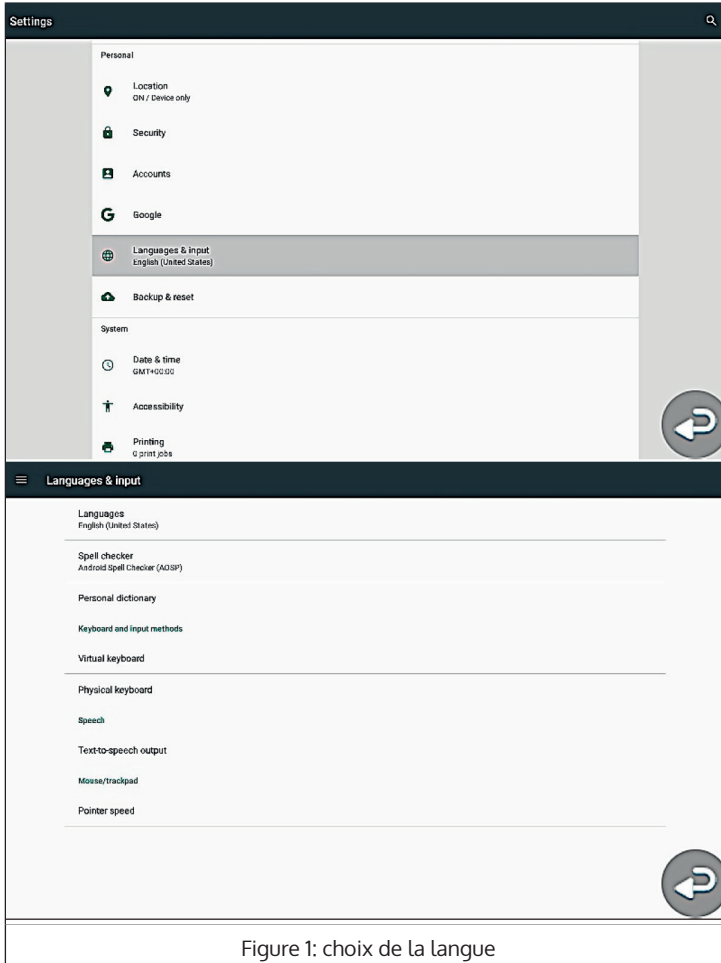 Settings
Personal
Location
ON / Device only
Security
Accounts
Google
Languages & input
English (United States)
Backup & reset
System
Date & time
GMT+00:00
Accessibility
Printing
0 print jobs
Languages & input
Languages
English (United States)
Spell checker
Android Spell Checker (AOSP)
Personal dictionary
Keyboard and input methods
Virtual keyboard
Physical keyboard
Speech
Text-to-speech output
Mouse/trackpad
Pointer speed
Figure 1: choix de la langue